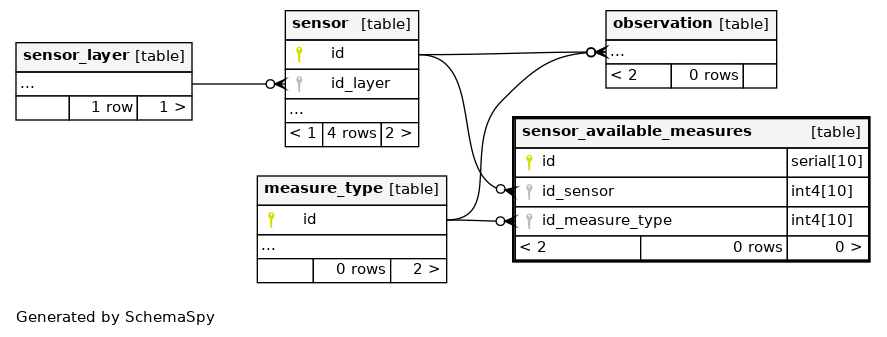 sensor_layer [table]
...
1 row 1 >
sensor [table]
id
id_layer
...
< 1 4 rows 2 >
measure_type [table]
id
...
0 rows 2 >
observation [table]
...
< 2 0 rows
sensor_available_measures [table]
id serial[10]
id_sensor int4[10]
id_measure_type int4[10]
< 2 0 rows 0 >
Generated by SchemaSpy